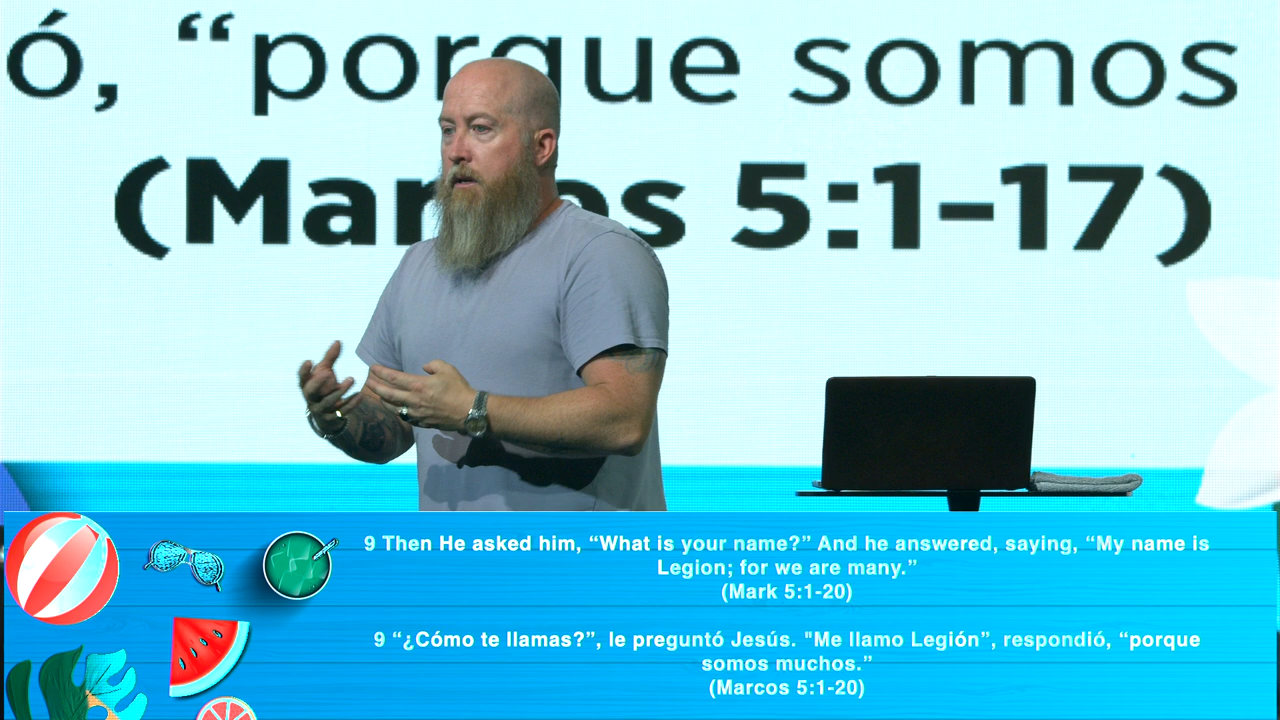 ó, “porque somos
(Marcos 5:1-17)
9 Then He asked him, “What is your name?” And he answered, saying, “My name is
Legion; for we are many.”
(Mark 5:1-20)
9 “¿Cómo te llamas?”, le preguntó Jesús. "Me llamo Legión”, respondió, “porque
somos muchos.”
(Marcos 5:1-20)